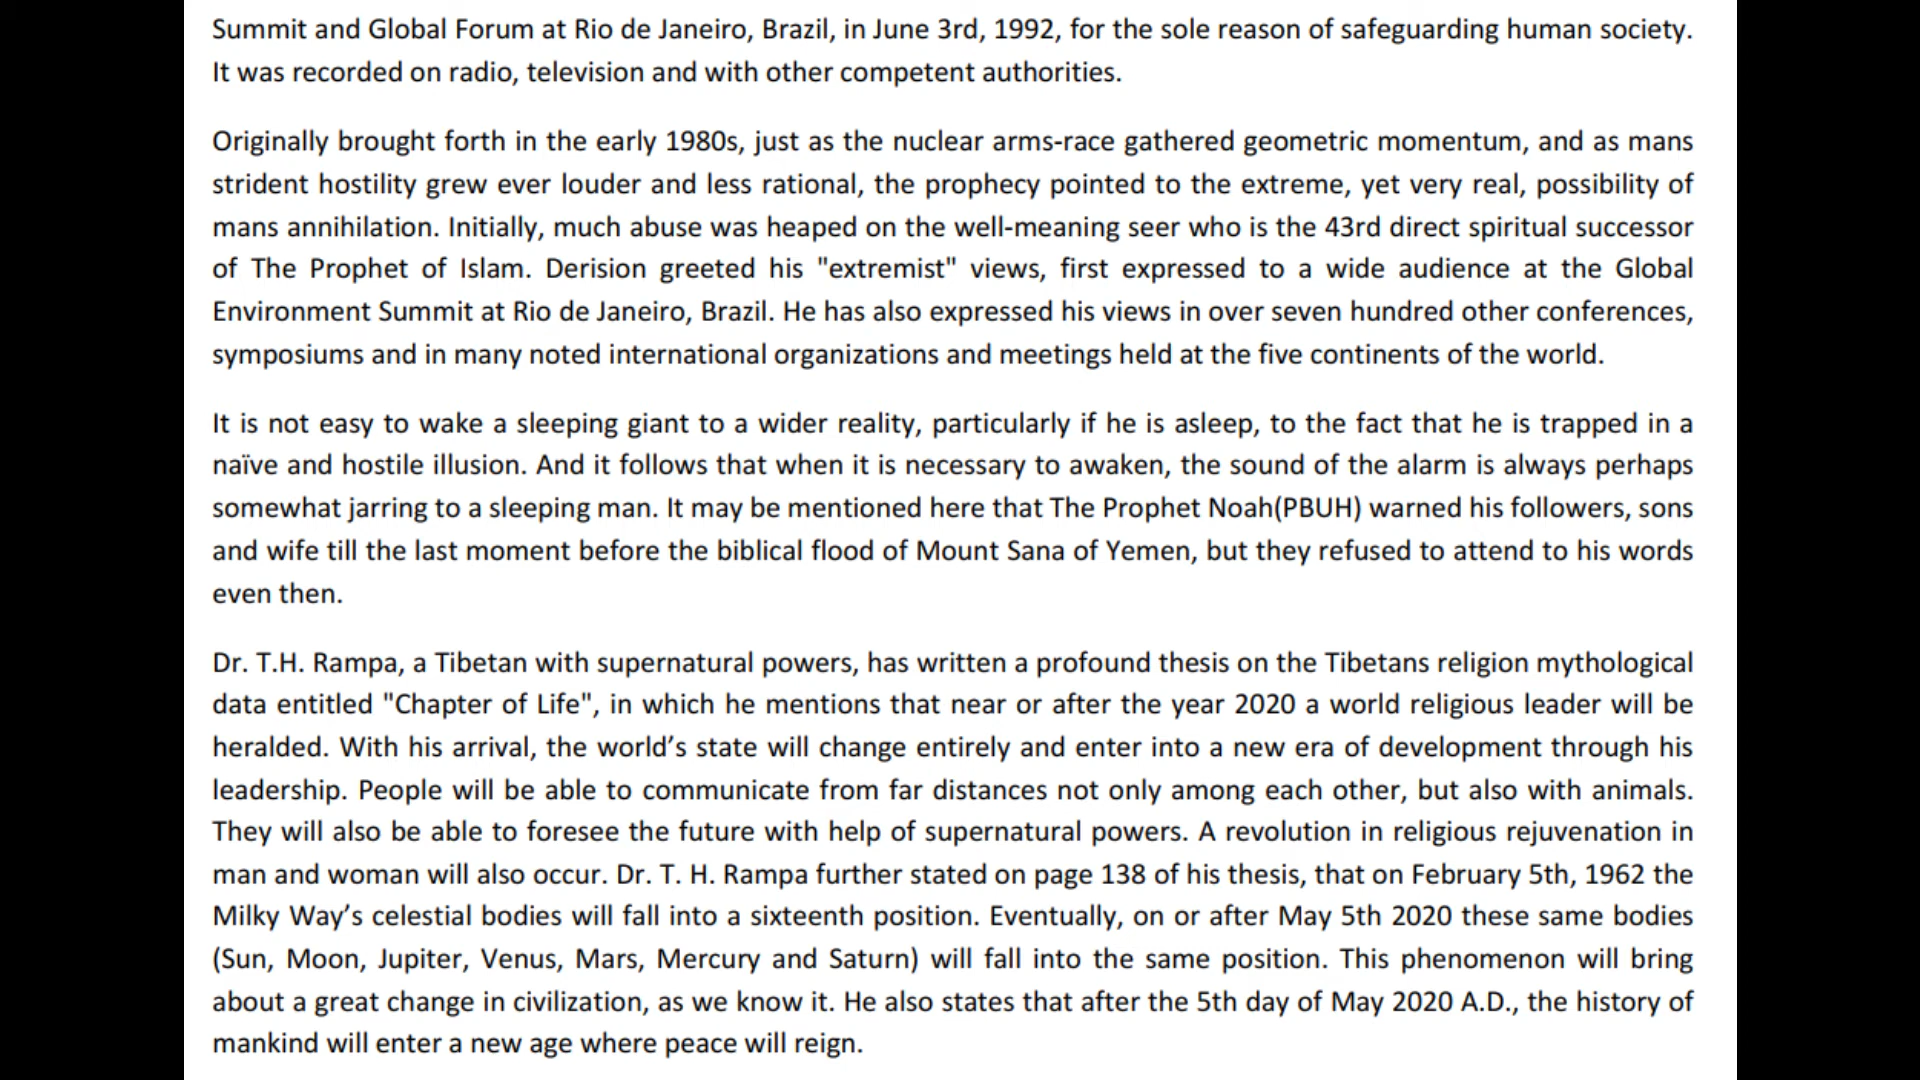 Summit and Global Forum at Rio de Janeiro, Brazil, in June 3rd, 1992, for the sole reason of safeguarding human society.
It was recorded on radio, television and with other competent authorities.
Originally brought forth in the early 1980s, just as the nuclear arms-race gathered geometric momentum, and as mans
strident hostility grew ever louder and less rational, the prophecy pointed to the extreme, yet very real, possibility of
mans annihilation. Initially, much abuse was heaped on the well-meaning seer who is the 43rd direct spiritual successor
of The Prophet of Islam. Derision greeted his "extremist" views, first expressed to a wide audience at the Global
Environment Summit at Rio de Janeiro, Brazil. He has also expressed his views in over seven hundred other conferences,
symposiums and in many noted international organizations and meetings held at the five continents of the world.
It is not easy to wake a sleeping giant to a wider reality, particularly if he is asleep, to the fact that he is trapped in a
naïve and hostile illusion. And it follows that when it is necessary to awaken, the sound of the alarm is always perhaps
somewhat jarring to a sleeping man. It may be mentioned here that The Prophet Noah(PBUH) warned his followers, sons
and wife till the last moment before the biblical flood of Mount Sana of Yemen, but they refused to attend to his words
even then.
Dr. T.H. Rampa, a Tibetan with supernatural powers, has written a profound thesis on the Tibetans religion mythological
data entitled "Chapter of Life", in which he mentions that near or after the year 2020 a world religious leader will be
heralded. With his arrival, the world’s state will change entirely and enter into a new era of development through his
leadership. People will be able to communicate from far distances not only among each other, but also with animals.
They will also be able to foresee the future with help of supernatural powers. A revolution in religious rejuvenation in
man and woman will also occur. Dr. T. H. Rampa further stated on page 138 of his thesis, that on February 5th, 1962 the
Milky Way’s celestial bodies will fall into a sixteenth position. Eventually, on or after May 5th 2020 these same bodies
(Sun, Moon, Jupiter, Venus, Mars, Mercury and Saturn) will fall into the same position. This phenomenon will bring
about a great change in civilization, as we know it. He also states that after the 5th day of May 2020 A.D., the history of
mankind will enter a new age where peace will reign.